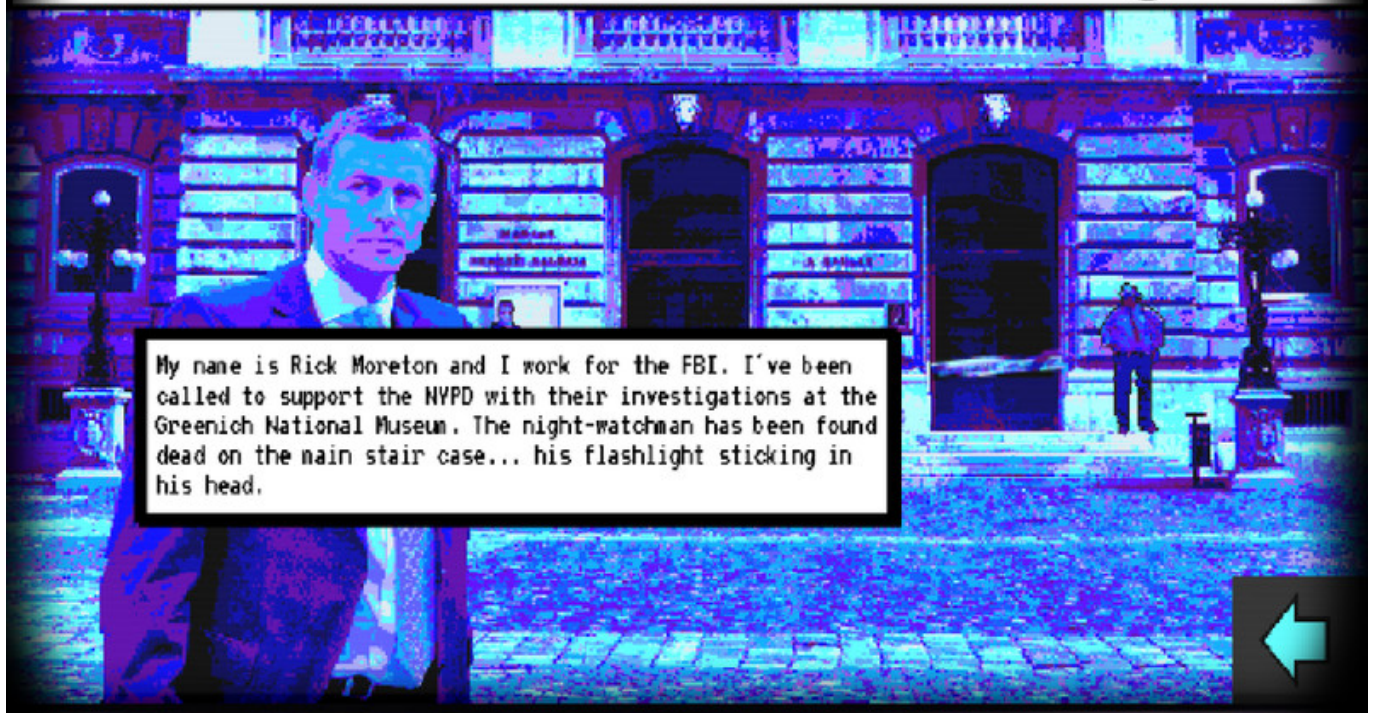 My name is Rick Moreton and I work for the FBI. I´ve been
called to support the NYPD with their investigations at the
Greenich National Museum. The night-watchman has been found
dead on the main stair case... his flashlight sticking in
his head.